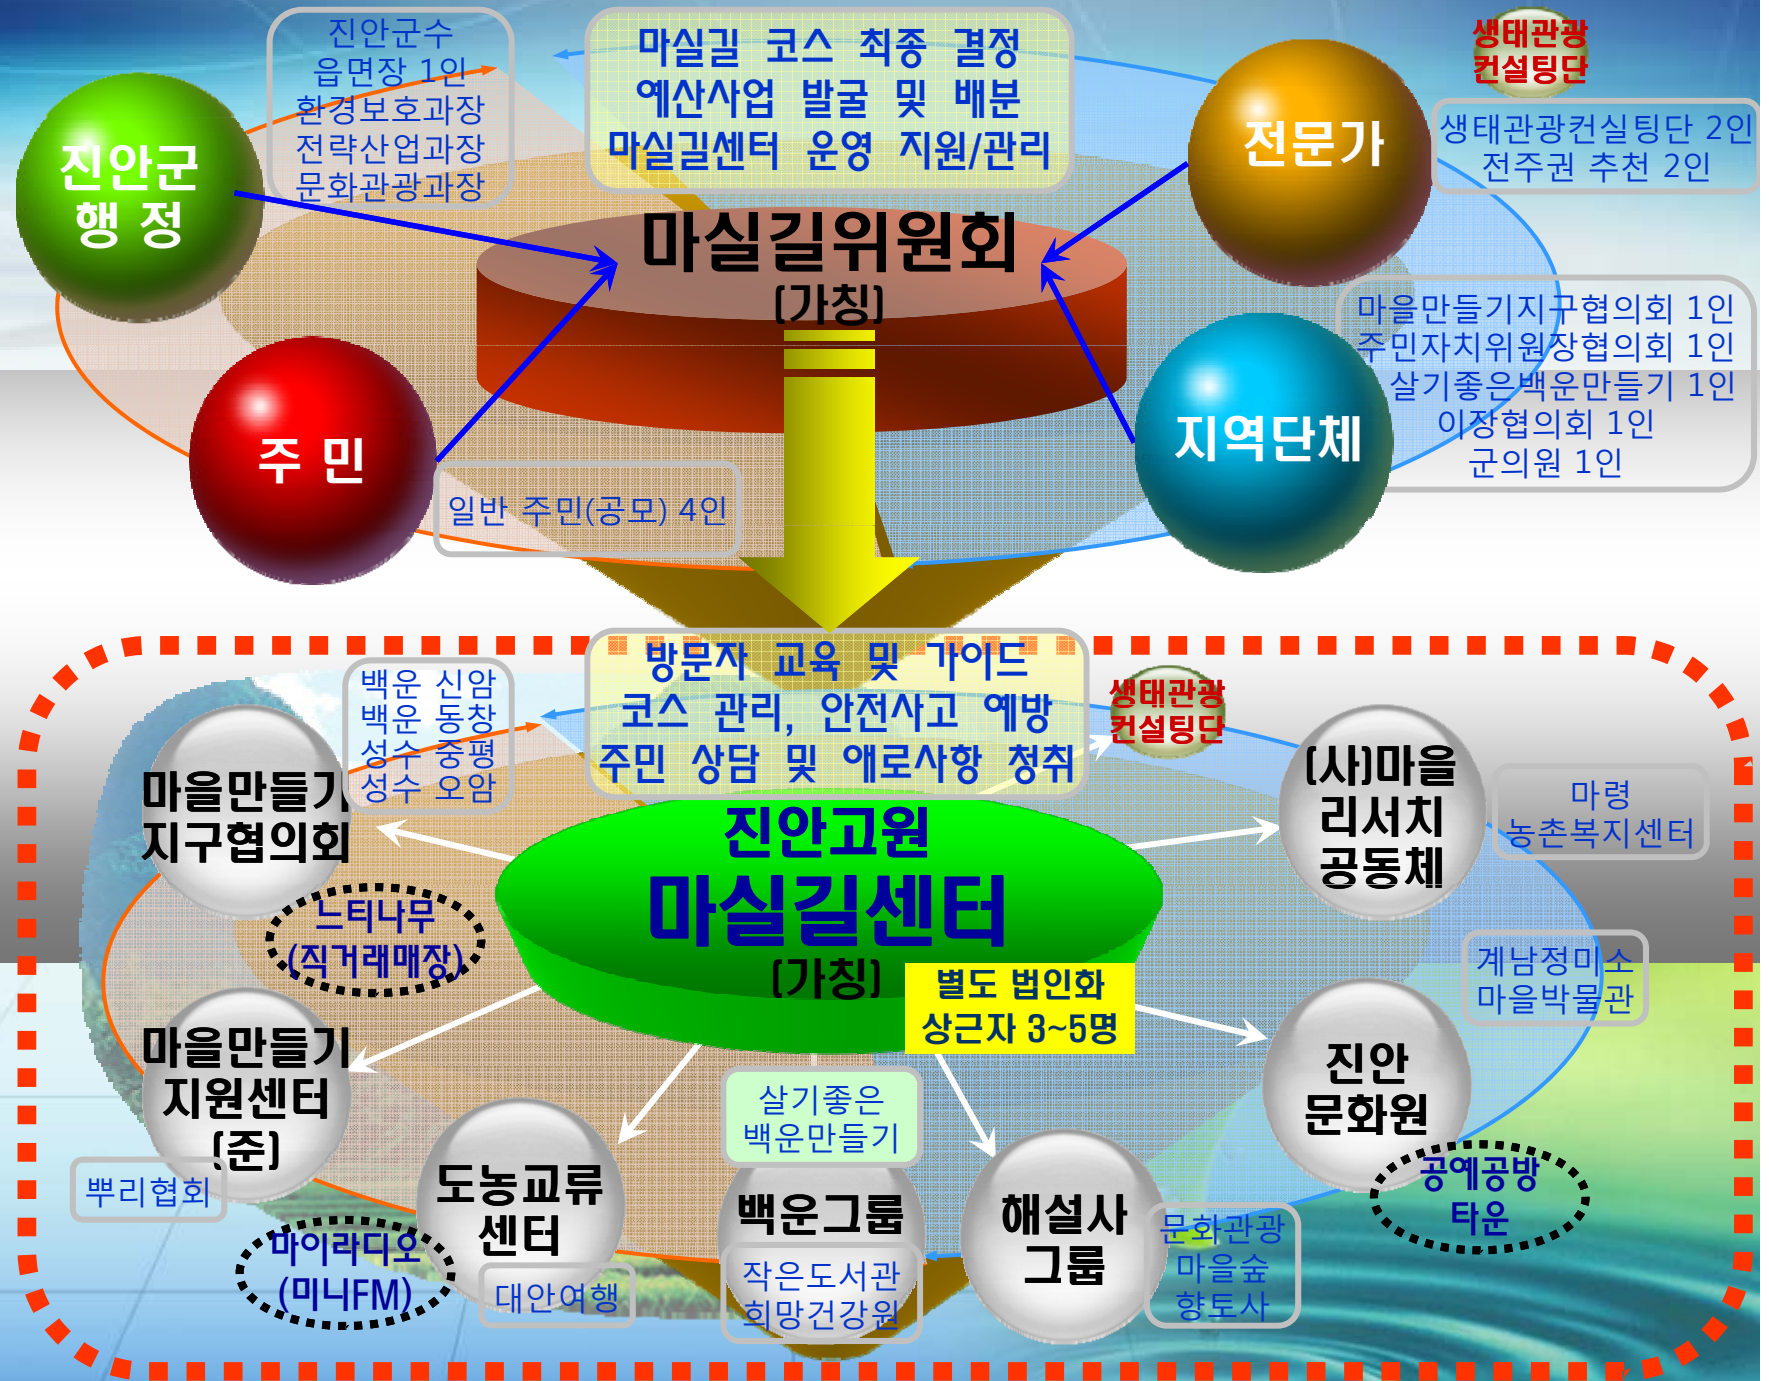 진안군수
읍면장 1인
환경보호과장
전략산업과장
문화관광과장
마실길 코스 최종 결정
예산사업 발굴 및 배분
마실길센터 운영 지원/관리
생태관광
컨설팅단
생태관광컨실팅단 2인
전주권 추천 2인
진안군
행 정
전문가
마실길위원회
(가칭)
마을만들기지구협의회 1인
주민자치위원장협의회 1인
살기좋은백운만들기 1인
이장협의회 1인
군의원 1인
주 민
지역단체
일반 주민(공모) 4인
방문자 교육 및 가이드
코스 관리, 안전사고 예방
주민 상담 및 애로사항 청취
백운 신암
백운 동창
성수 중평
성수 오암
생태관광
컨설팅단
마을만들기
지구협의회
(사)마을
리서치
공동체
마령
농촌복지센터
진안고원
마실길센터
(가칭)
별도 법인화
상근자 3~5명
느티나무
(직거래매장)
계남정미소
마을박물관
마을만들기
지원센터
(준)
뿌리협회
진안
문화원
공예공방
타운
도농교류
센터
대안여행
마이라디오
(미니FM)
살기좋은
백운만들기
백운그룹
작은도서관
희망건강원
해설사
그룹
문화관광
마을숲
향토사